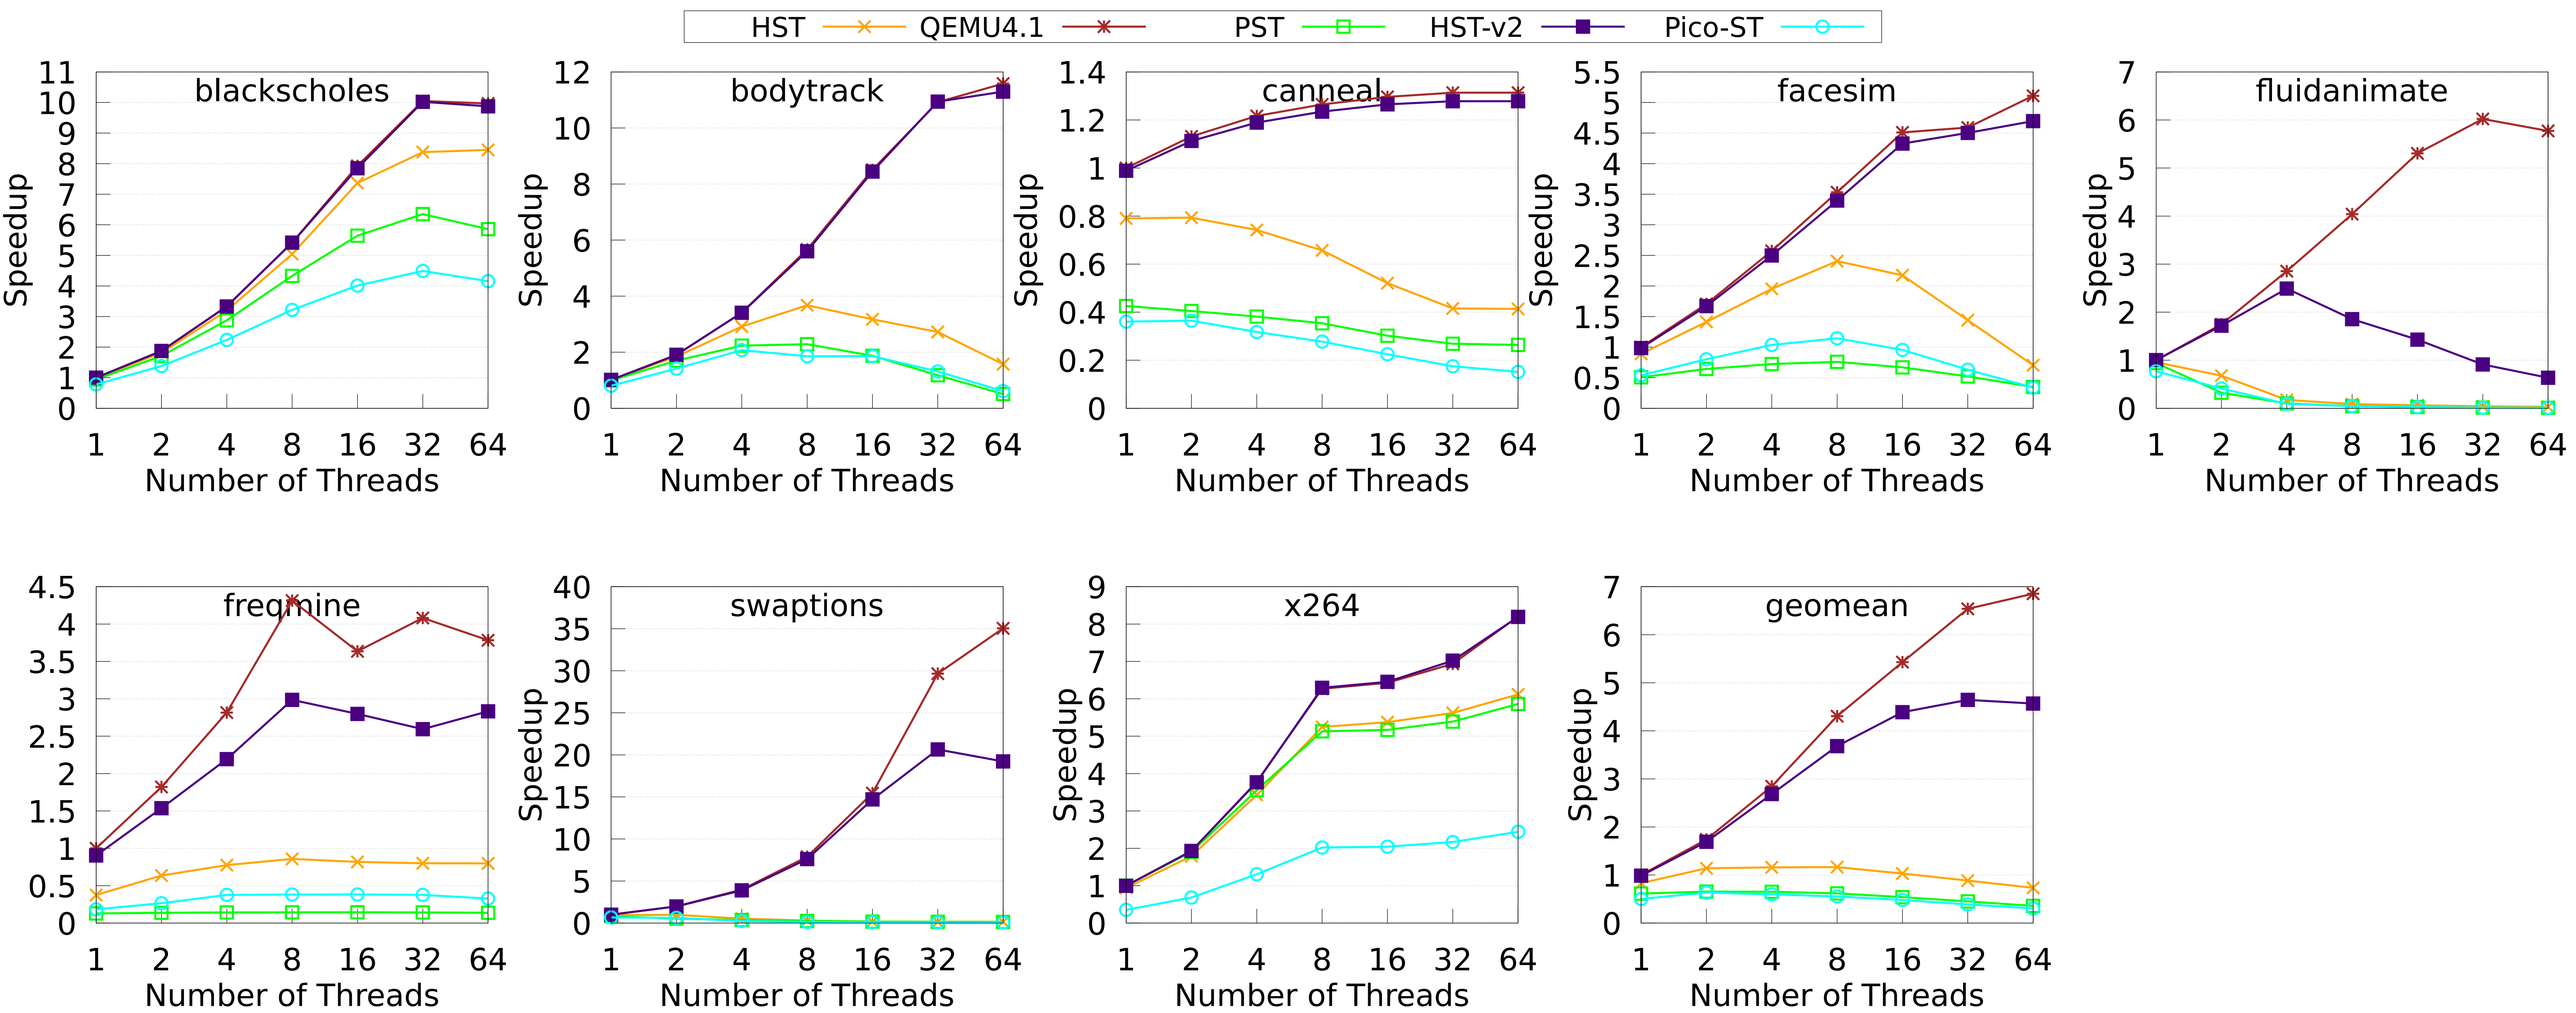 HST QEMU4.1 PST HST-v2 Pico-ST
blackscholes
Speedup
11
10
9
8
7
6
5
4
3
2
1
0
1 2 4 8 16 32 64
Number of Threads
bodytrack
Speedup
12
10
8
6
4
2
0
1 2 4 8 16 32 64
Number of Threads
canneal
Speedup
1.4
1.2
1
0.8
0.6
0.4
0.2
0
1 2 4 8 16 32 64
Number of Threads
facesim
Speedup
5.5
5
4.5
4
3.5
3
2.5
2
1.5
1
0.5
0
1 2 4 8 16 32 64
Number of Threads
fluidanimate
Speedup
7
6
5
4
3
2
1
0
1 2 4 8 16 32 64
Number of Threads
freqmine
4.5
4
3.5
3
2.5
2
1.5
1
0.5
0
1 2 4 8 16 32 64
Number of Threads
swaptions
Speedup
40
35
30
25
20
15
10
5
0
1 2 4 8 16 32 64
Number of Threads
x264
Speedup
9
8
7
6
5
4
3
2
1
0
1 2 4 8 16 32 64
Number of Threads
geomean
Speedup
7
6
5
4
3
2
1
0
1 2 4 8 16 32 64
Number of Threads